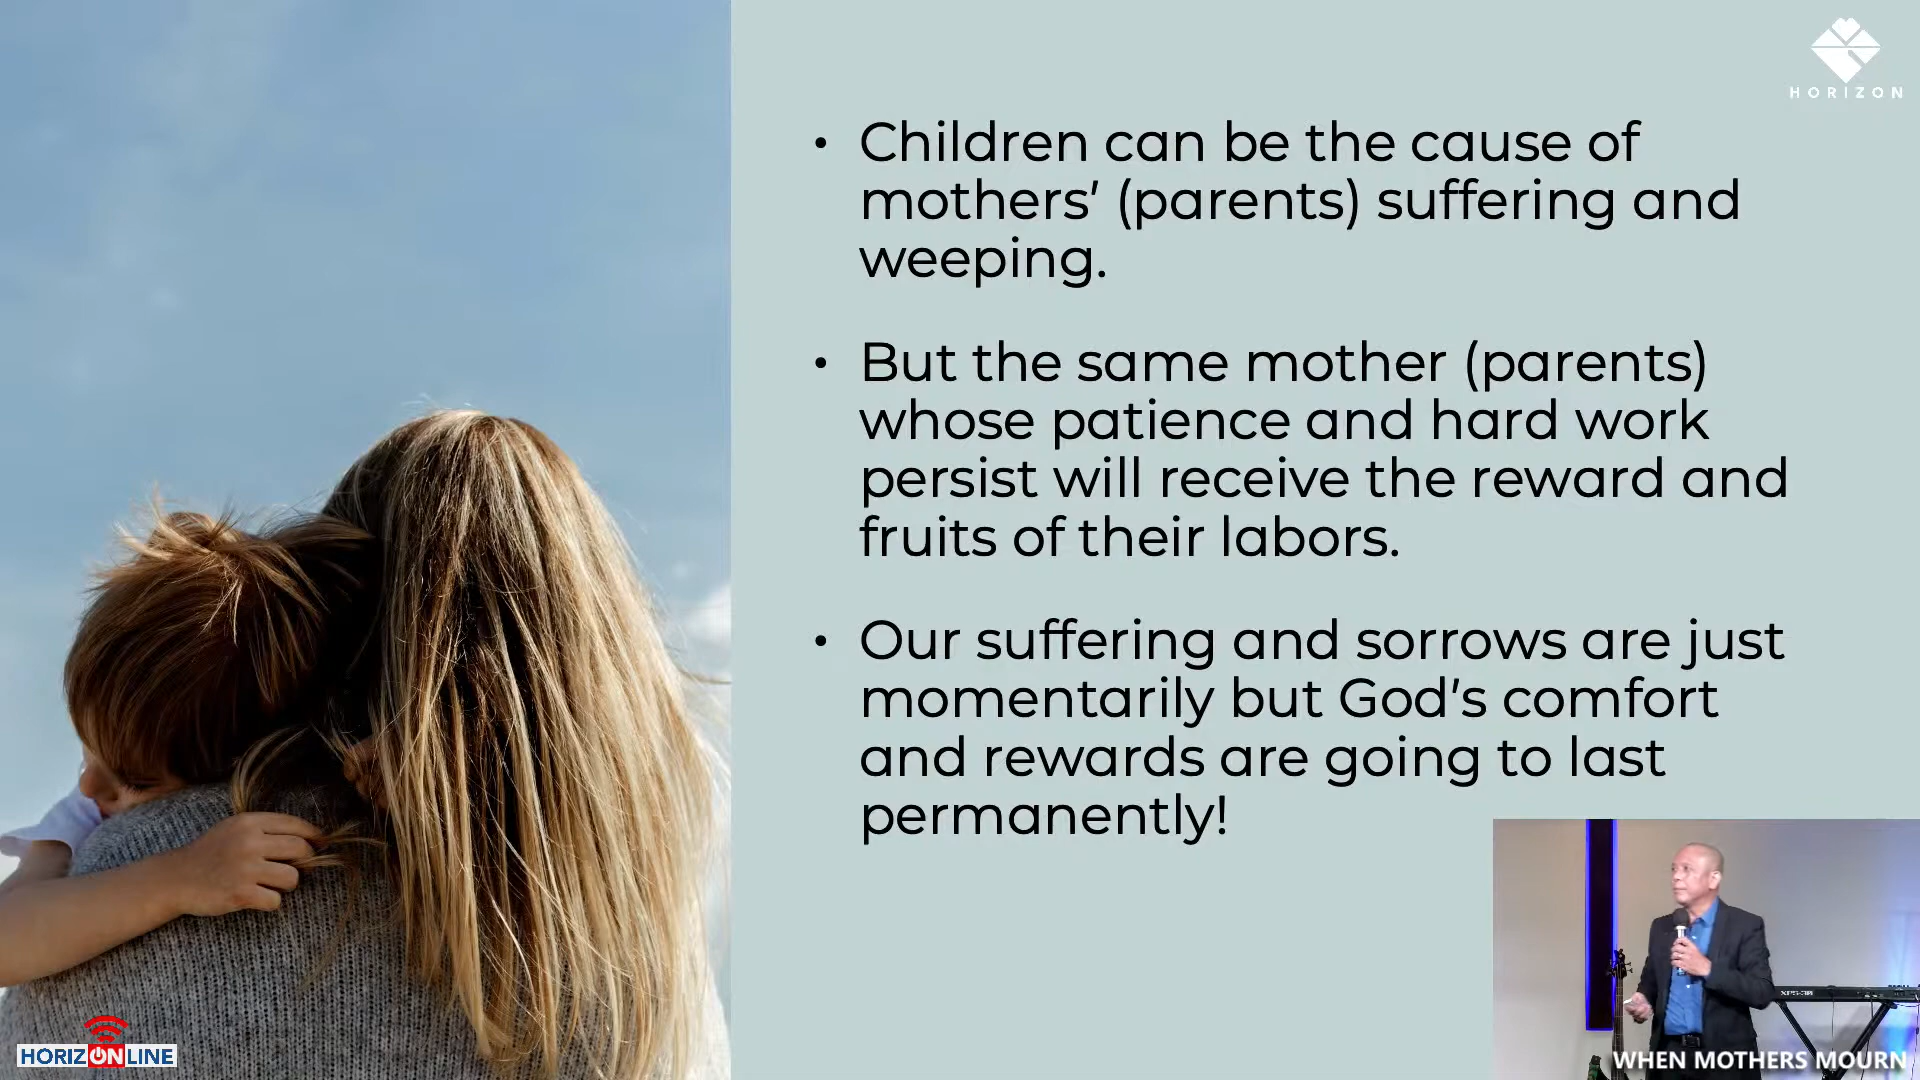 HORIZON
• Children can be the cause of
mothers’ (parents) suffering and
weeping.
• But the same mother (parents)
whose patience and hard work
persist will receive the reward and
fruits of their labors.
• Our suffering and sorrows are just
momentarily but God’s comfort
and rewards are going to last
permanently!
XPS-30
HORIZONLINE
WHEN MOTHERS MOURN